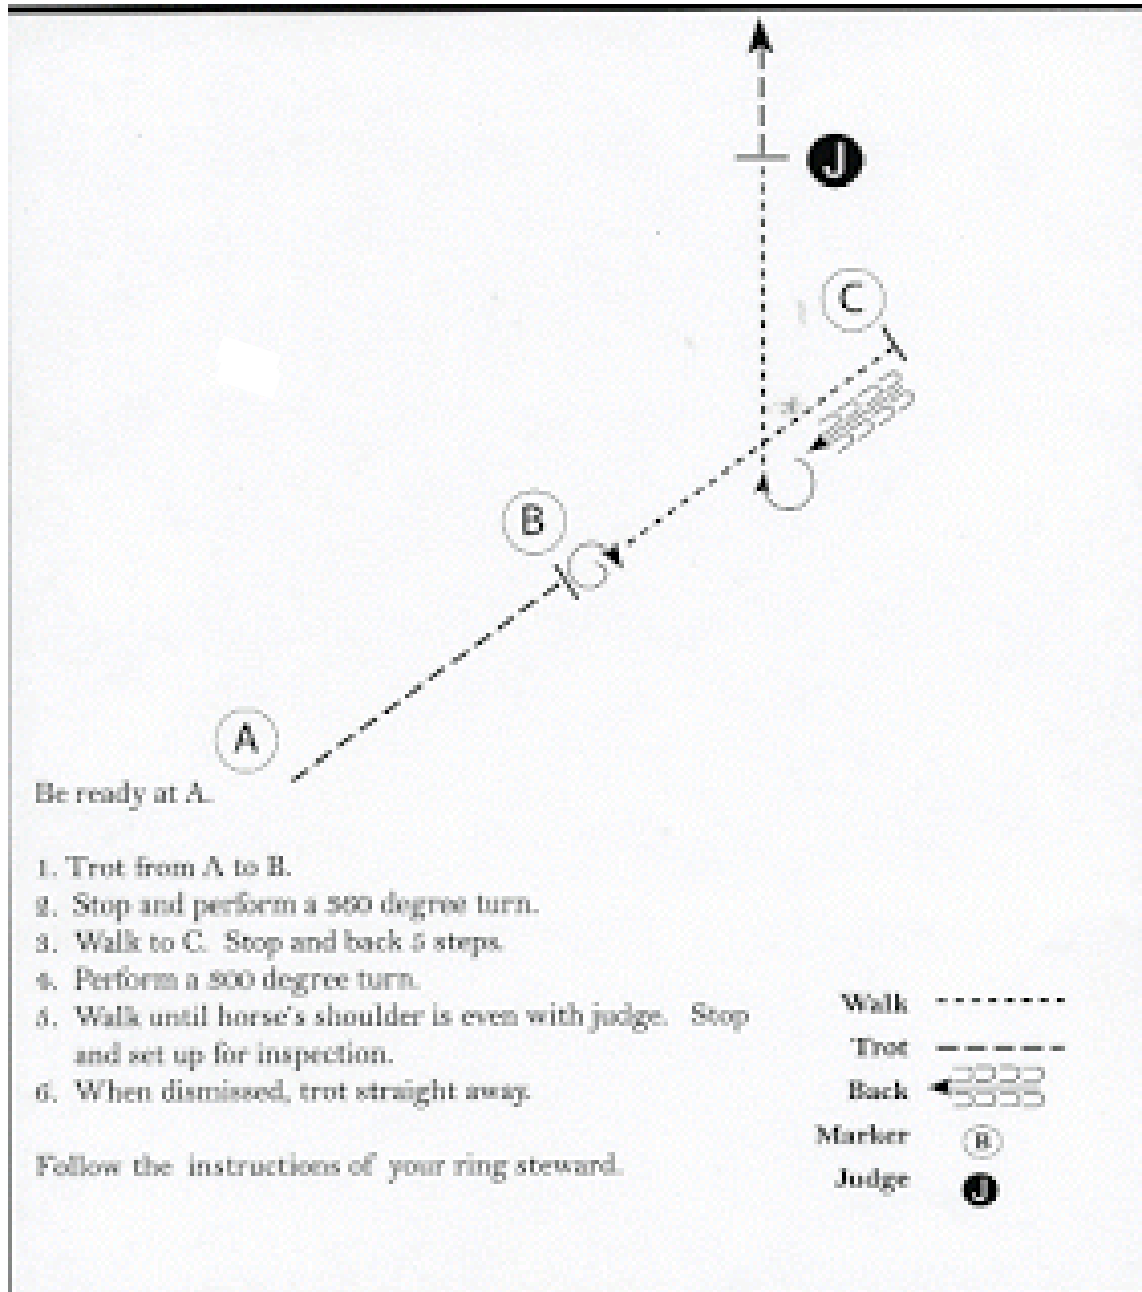 J
C
B
A
Be ready at A.
1. Trot from A to B.
2. Stop and perform a 360 degree turn.
3. Walk to C. Stop and back 5 steps.
4. Perform a 300 degree turn.
5. Walk until horse's shoulder is even with judge. Stop
and set up for inspection.
6. When dismissed, trot straight away.
Follow the instructions of your ring steward.
Walk
Trot
Back
Marker B
Judge J